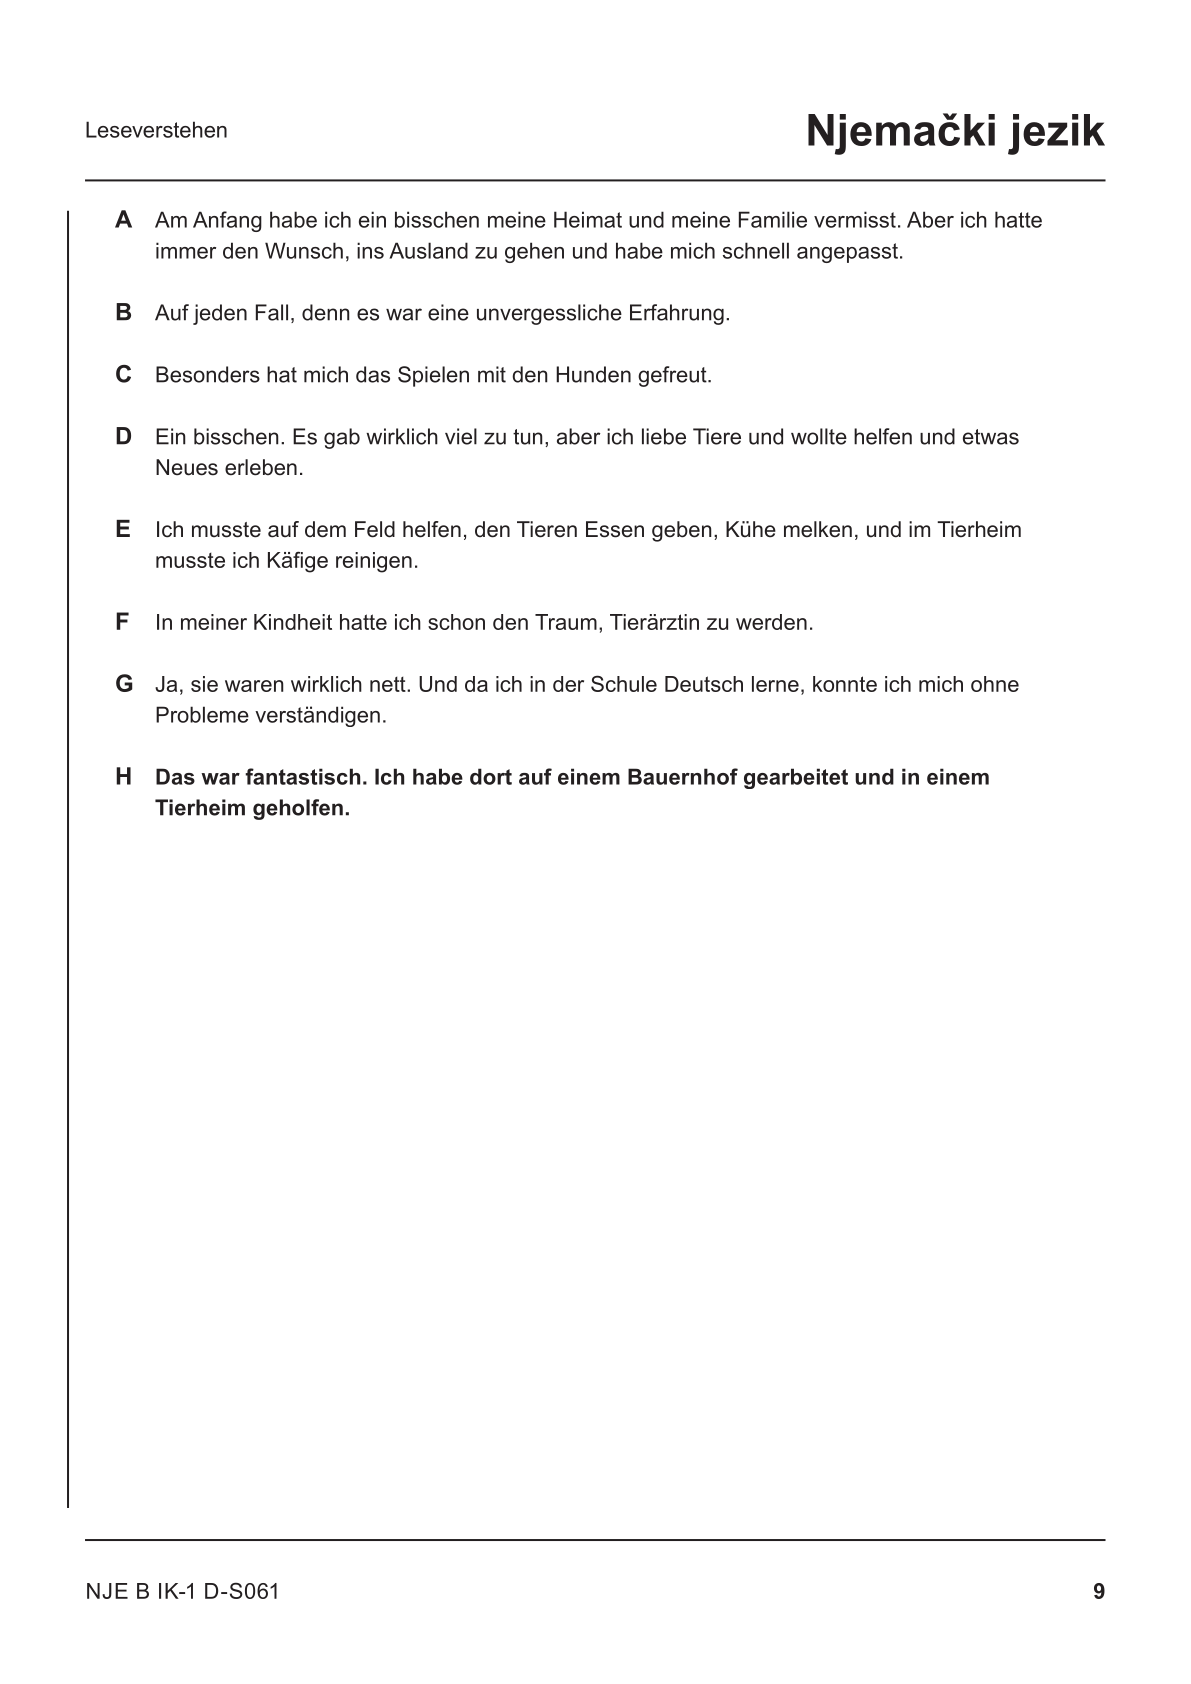 Leseverstehen
Njemački jezik
A Am Anfang habe ich ein bisschen meine Heimat und meine Familie vermisst. Aber ich hatte
immer den Wunsch, ins Ausland zu gehen und habe mich schnell angepasst.
B Auf jeden Fall, denn es war eine unvergessliche Erfahrung.
C Besonders hat mich das Spielen mit den Hunden gefreut.
D Ein bisschen. Es gab wirklich viel zu tun, aber ich liebe Tiere und wollte helfen und etwas
Neues erleben.
E Ich musste auf dem Feld helfen, den Tieren Essen geben, Kühe melken, und im Tierheim
musste ich Käfige reinigen.
F In meiner Kindheit hatte ich schon den Traum, Tierärztin zu werden.
G Ja, sie waren wirklich nett. Und da ich in der Schule Deutsch lerne, konnte ich mich ohne
Probleme verständigen.
H Das war fantastisch. Ich habe dort auf einem Bauernhof gearbeitet und in einem
Tierheim geholfen.
NJE B IK-1 D-S061
9